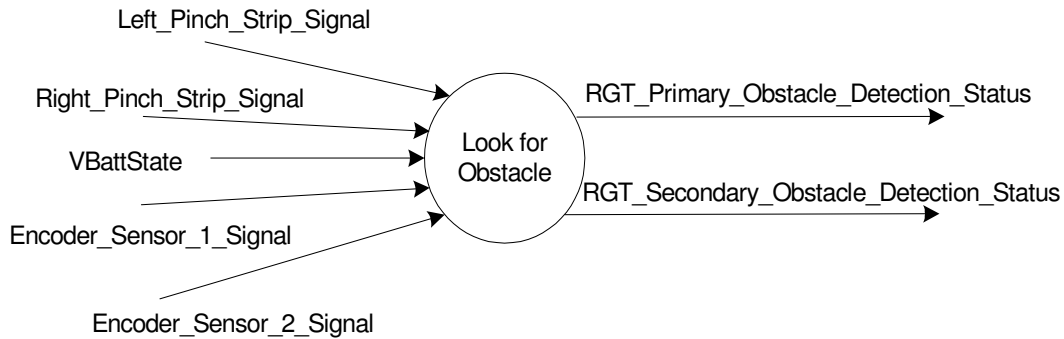 Left_Pinch_Strip_Signal
Right_Pinch_Strip_Signal
VBattState
Encoder_Sensor_1_Signal
Encoder_Sensor_2_Signal
Look for
Obstacle
RGT_Primary_Obstacle_Detection_Status
RGT_Secondary_Obstacle_Detection_Status